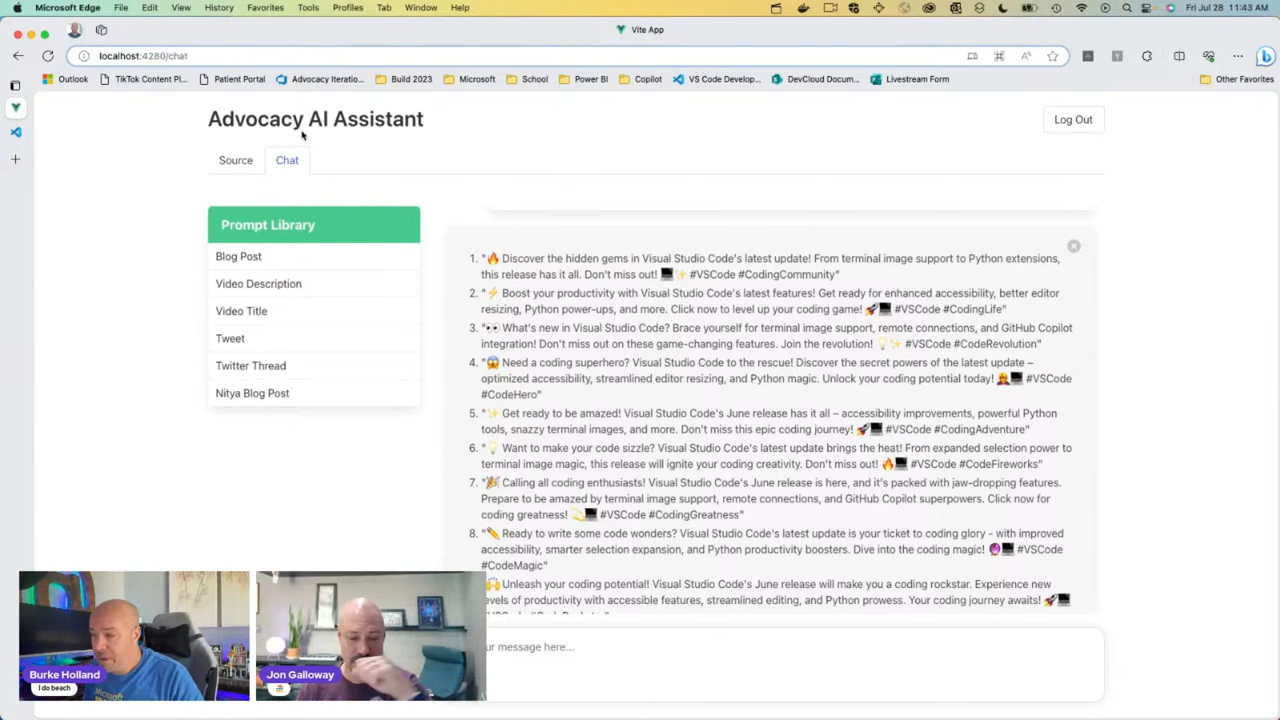 Microsoft Edge File Edit View History Favorites Tools Profiles Tab Window Help Fri Jul 28 11:43 AM
Vite App
localhost:4280/chat
Outlook TikTok Content Pl... Patient Portal Advocacy Iteratio... Build 2023 Microsoft School Power BI Copilot VS Code Develop... DevCloud Docum... Livestream Form Other Favorites
Advocacy AI Assistant
Log Out
Source Chat
Prompt Library
Blog Post
Video Description
Video Title
Tweet
Twitter Thread
Nitya Blog Post
1. "🔥 Discover the hidden gems in Visual Studio Code's latest update! From terminal image support to Python extensions,
this release has it all. Don't miss out! 💻✨ #VSCode #CodingCommunity"
2. "⚡ Boost your productivity with Visual Studio Code's latest features! Get ready for enhanced accessibility, better editor
resizing, Python power-ups, and more. Click now to level up your coding game! 🚀💻 #VSCode #CodingLife"
3. "👀 What's new in Visual Studio Code? Brace yourself for terminal image support, remote connections, and GitHub Copilot
integration! Don't miss out on these game-changing features. Join the revolution! 💡✨ #VSCode #CodeRevolution"
4. "😱 Need a coding superhero? Visual Studio Code to the rescue! Discover the secret powers of the latest update –
optimized accessibility, streamlined editor resizing, and Python magic. Unlock your coding potential today! 🦸💻 #VSCode
#CodeHero"
5. "✨ Get ready to be amazed! Visual Studio Code's June release has it all – accessibility improvements, powerful Python
tools, snazzy terminal images, and more. Don't miss this epic coding journey! 🚀💻 #VSCode #CodingAdventure"
6. "💡 Want to make your code sizzle? Visual Studio Code's latest update brings the heat! From expanded selection power to
terminal image magic, this release will ignite your coding creativity. Don't miss out! 🔥💻 #VSCode #CodeFireworks"
7. "🎉 Calling all coding enthusiasts! Visual Studio Code's June release is here, and it's packed with jaw-dropping features.
Prepare to be amazed by terminal image support, remote connections, and GitHub Copilot superpowers. Click now for
coding greatness! 💫💻 #VSCode #CodingGreatness"
8. "✏️ Ready to write some code wonders? Visual Studio Code's latest update is your ticket to coding glory - with improved
accessibility, smarter selection expansion, and Python productivity boosters. Dive into the coding magic! 🔮💻 #VSCode
#CodeMagic"
🙌 Unleash your coding potential! Visual Studio Code's June release will make you a coding rockstar. Experience new
levels of productivity with accessible features, streamlined editing, and Python prowess. Your coding journey awaits! 🚀💻
ur message here...
Burke Holland
I do beach
Jon Galloway